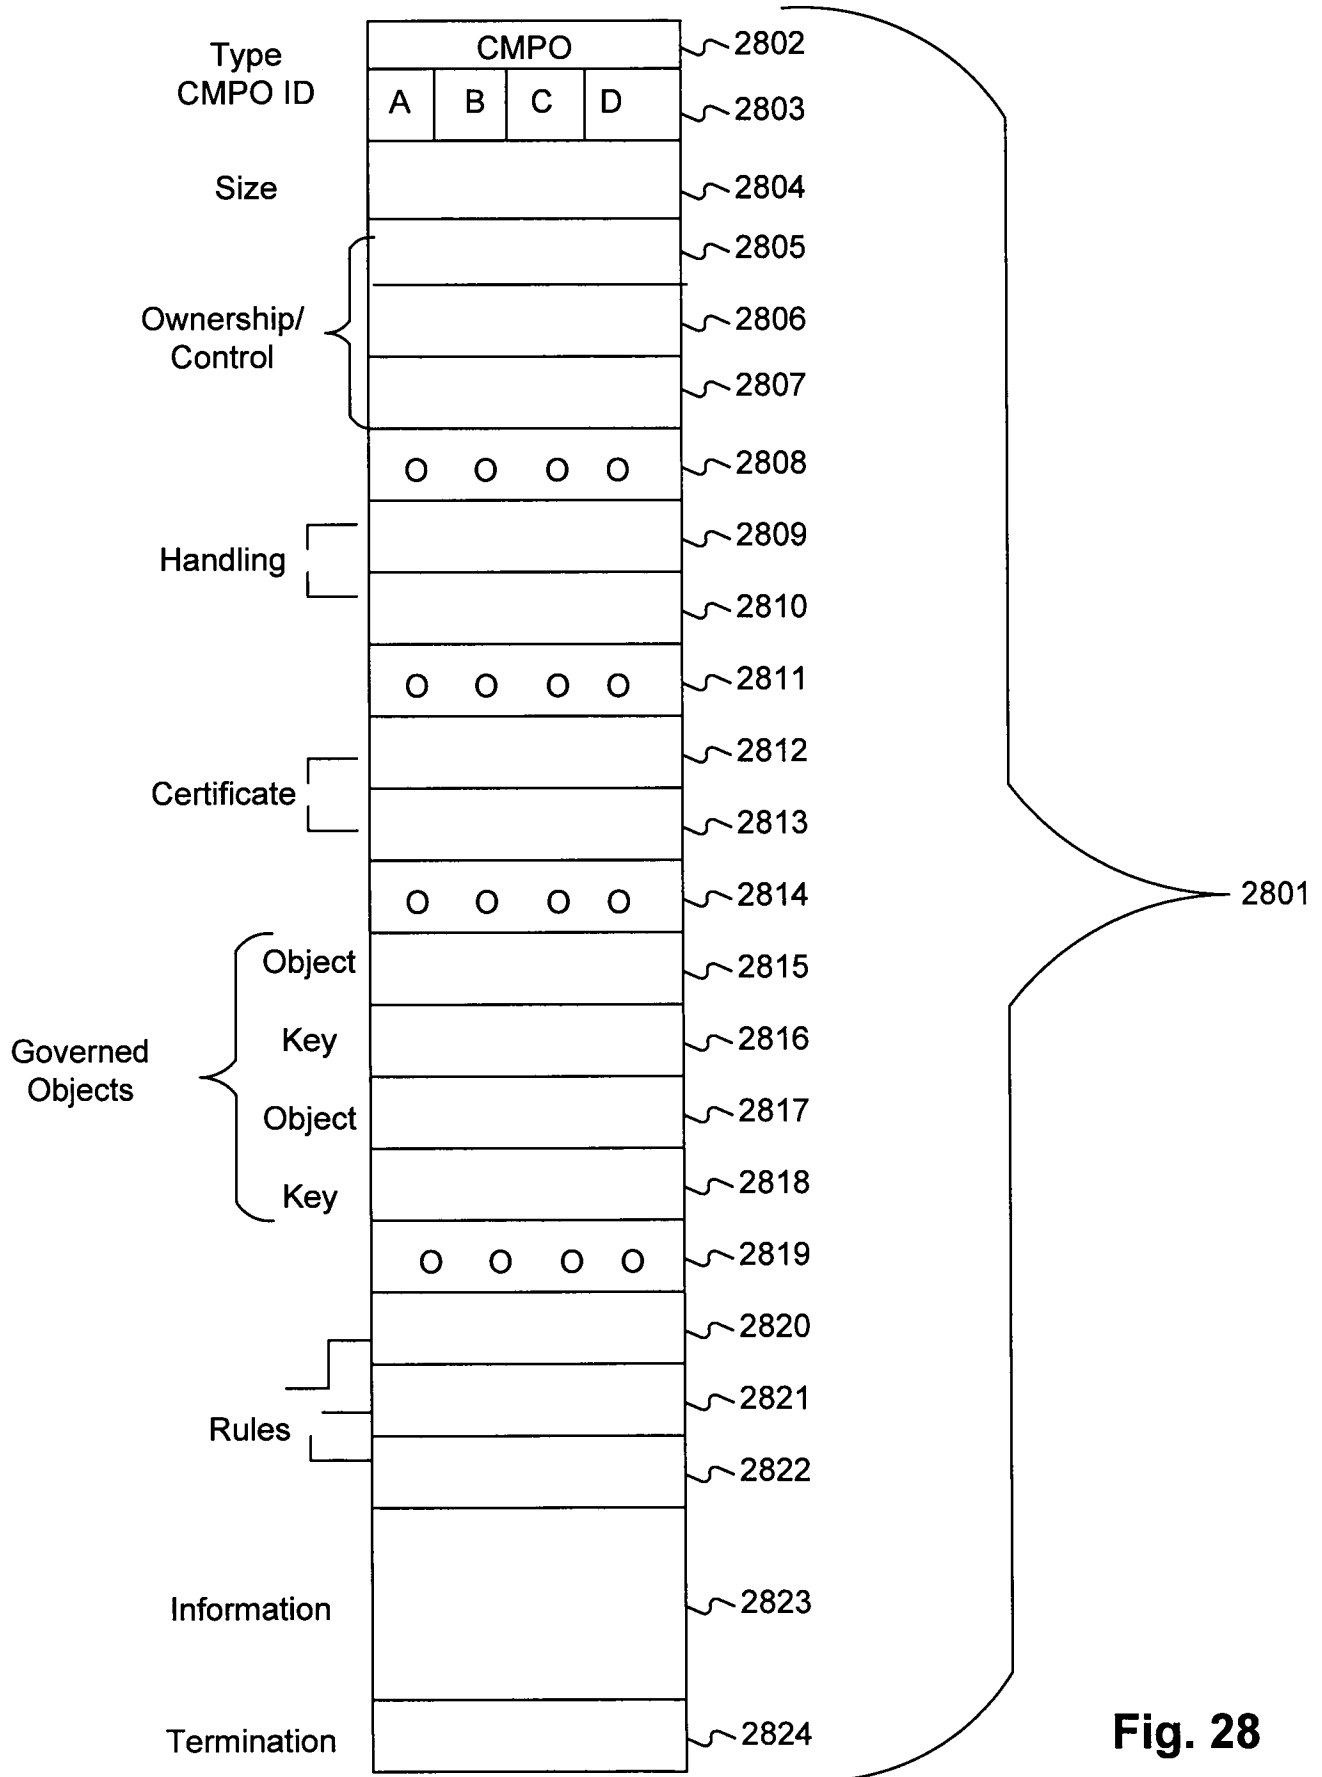 Type
CMPO 2802
CMPO ID
A B C D 2803
Size 2804
2805
Ownership/
Control
2806
2807
O O O O 2808
Handling
2809
2810
O O O O 2811
Certificate
2812
2813
O O O O 2814
2801
Governed
Objects
Object 2815
Key 2816
Object 2817
Key 2818
O O O O 2819
2820
Rules
2821
2822
Information 2823
Termination 2824
Fig. 28